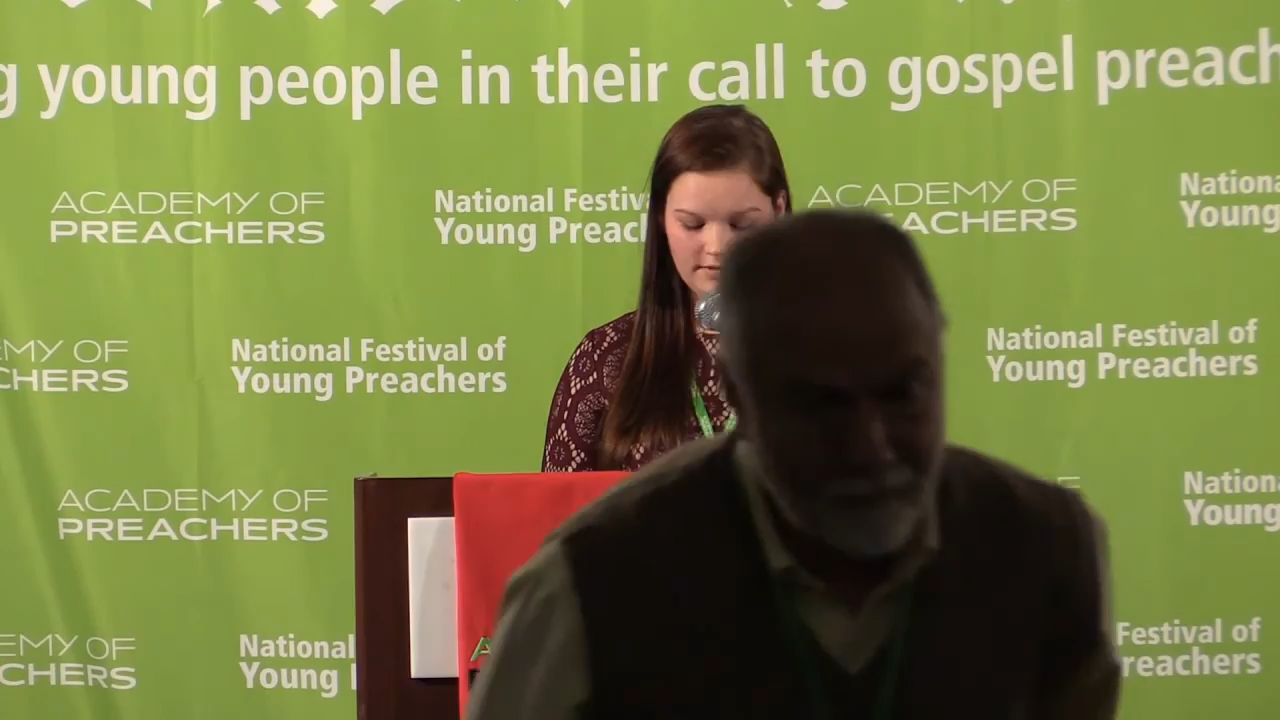 g young people in their call to gospel preach
ACADEMY OF
PREACHERS
National Festiv
Young Preach
ACADEMY OF
ACHERS
Nationa
Young
EMY OF
CHERS
National Festival of
Young Preachers
National Festival of
Young Preachers
ACADEMY OF
PREACHERS
Nationa
Young
EMY OF
CHERS
National
Young
Festival of
reachers